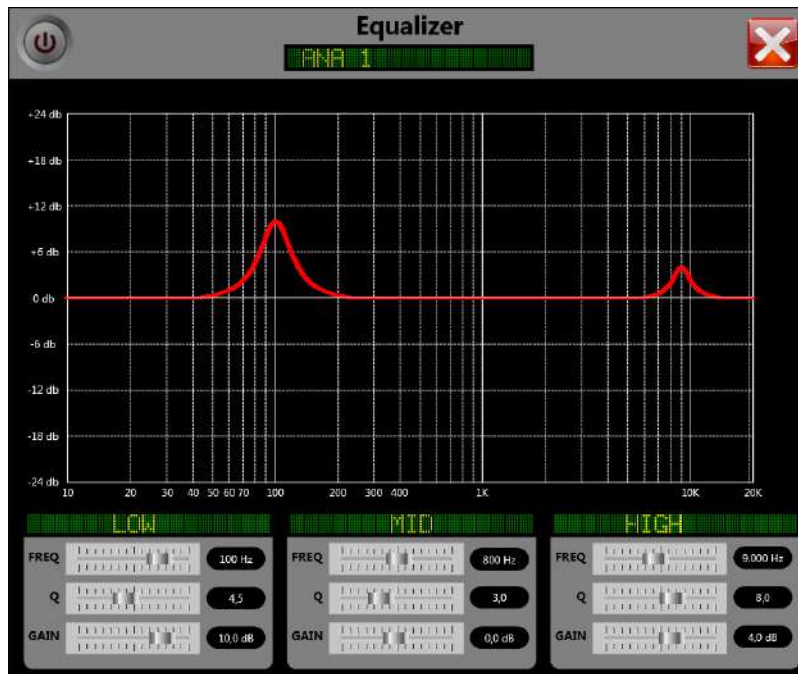 Equalizer
ANA 1
+24 db
+18 db
+12 db
+6 db
0 db
-6 db
-12 db
-18 db
-24 db
10 20 30 40 50 60 70 100 200 300 400 1K 10K 20K
LOW MID HIGH
FREQ 100 Hz FREQ 800 Hz FREQ 9.000 Hz
Q 4,5 Q 3,0 Q 8,0
GAIN 10,0 dB GAIN 0,0 dB GAIN 4,0 dB